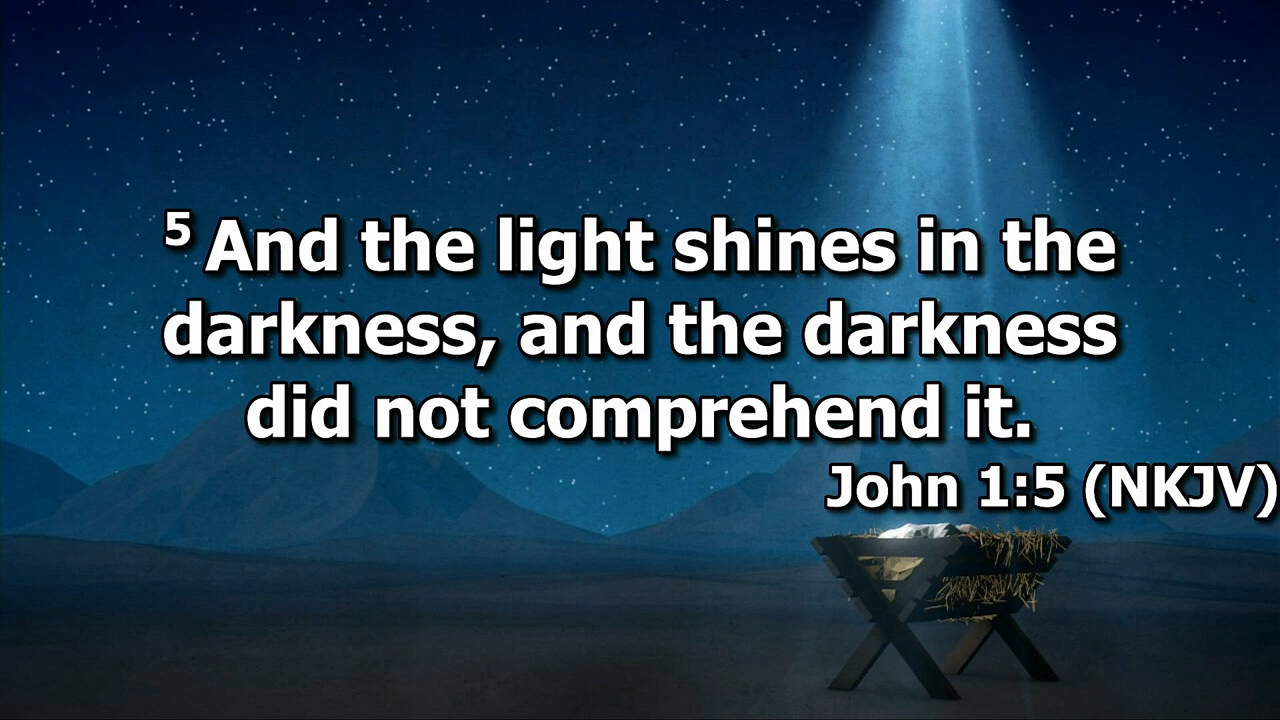 5 And the light shines in the
darkness, and the darkness
did not comprehend it.
John 1:5 (NKJV)